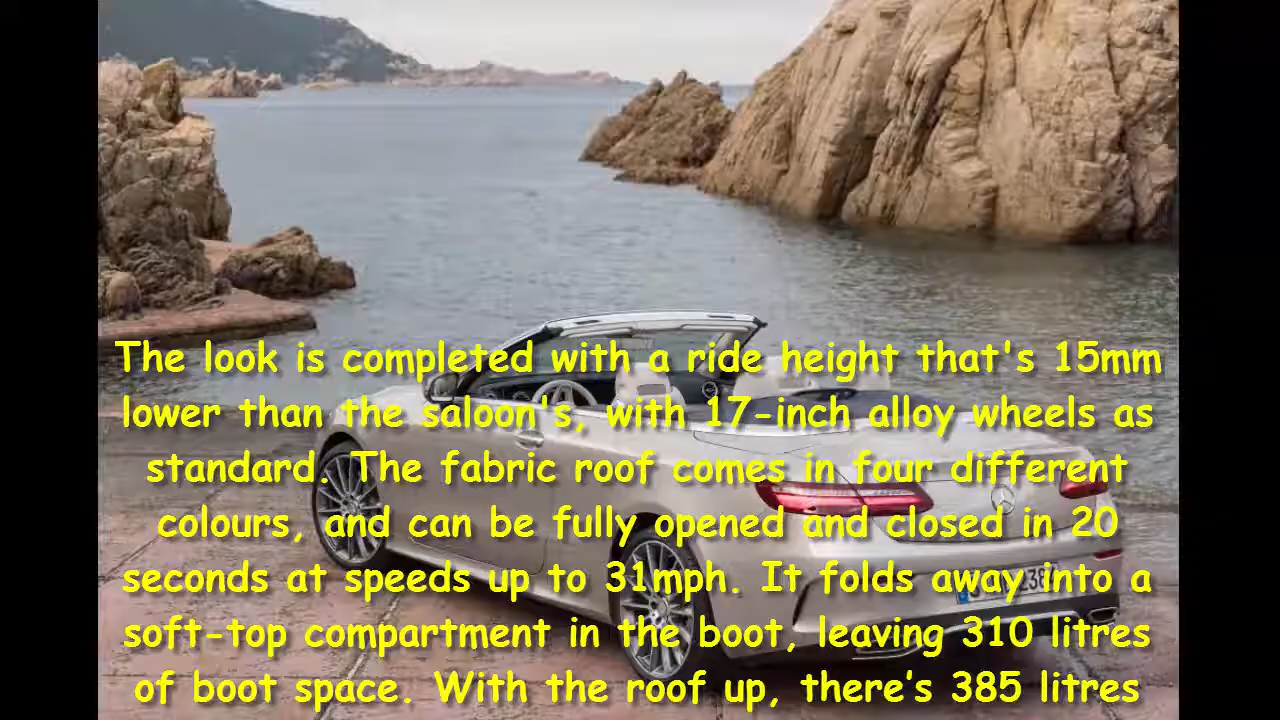 The look is completed with a ride height that's 15mm
lower than the saloon's, with 17-inch alloy wheels as
standard. The fabric roof comes in four different
colours, and can be fully opened and closed in 20
seconds at speeds up to 31mph. It folds away into a
soft-top compartment in the boot, leaving 310 litres
of boot space. With the roof up, there’s 385 litres